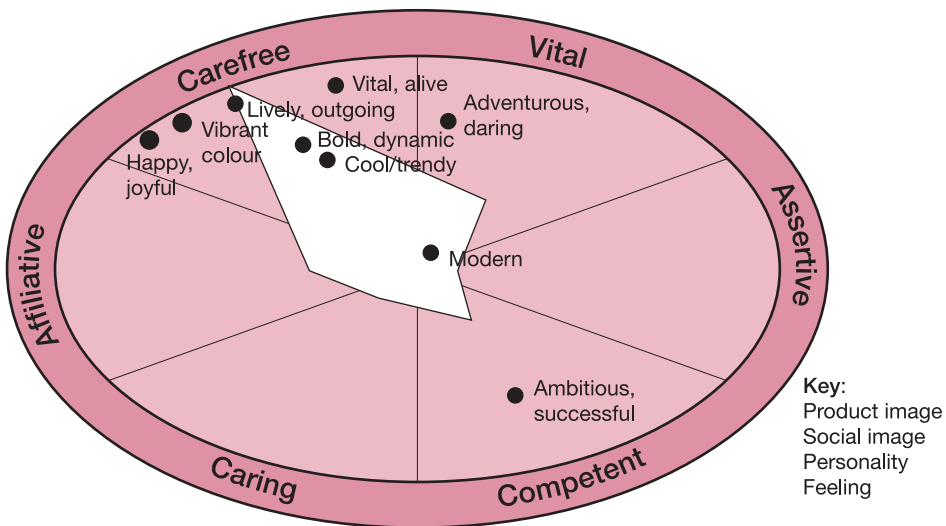 Carefree
Vital
Vital, alive
Lively, outgoing
Adventurous,
daring
Vibrant
colour
Bold, dynamic
Cool/trendy
Happy,
joyful
Assertive
Affiliative
Modern
Ambitious,
successful
Caring
Competent
Key:
Product image
Social image
Personality
Feeling